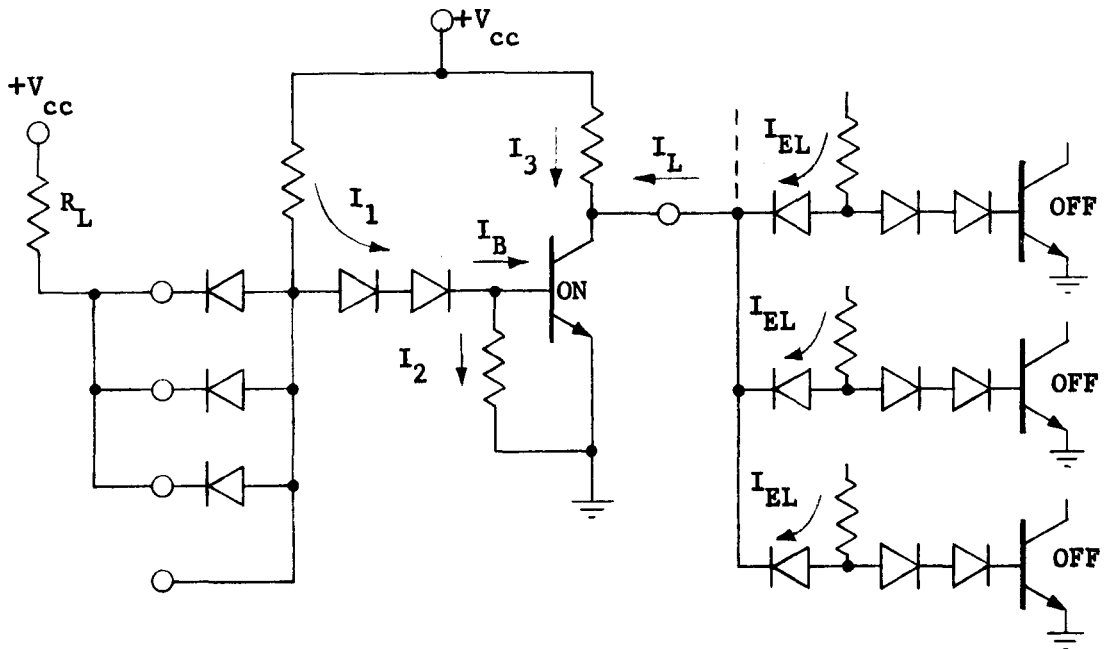 +Vcc
+Vcc
RL
I1
I3
IL
IB
ON
I2
IEL
OFF
IEL
OFF
IEL
OFF